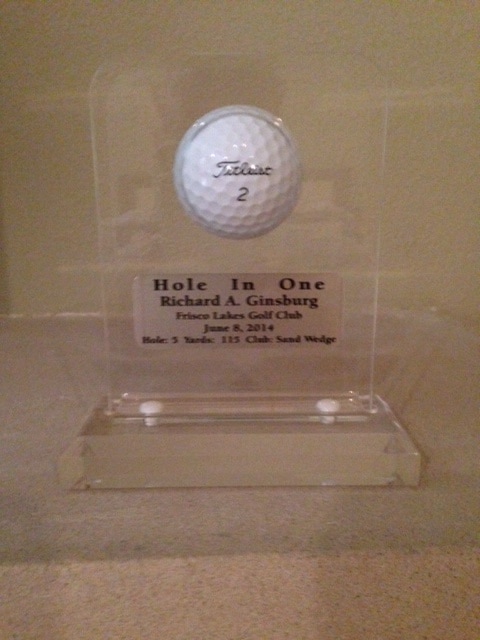 Titleist
2
Hole In One
Richard A. Ginsburg
Frisco Lakes Golf Club
June 8, 2014
Hole: 5 Yards: 115 Club: Sand Wedge